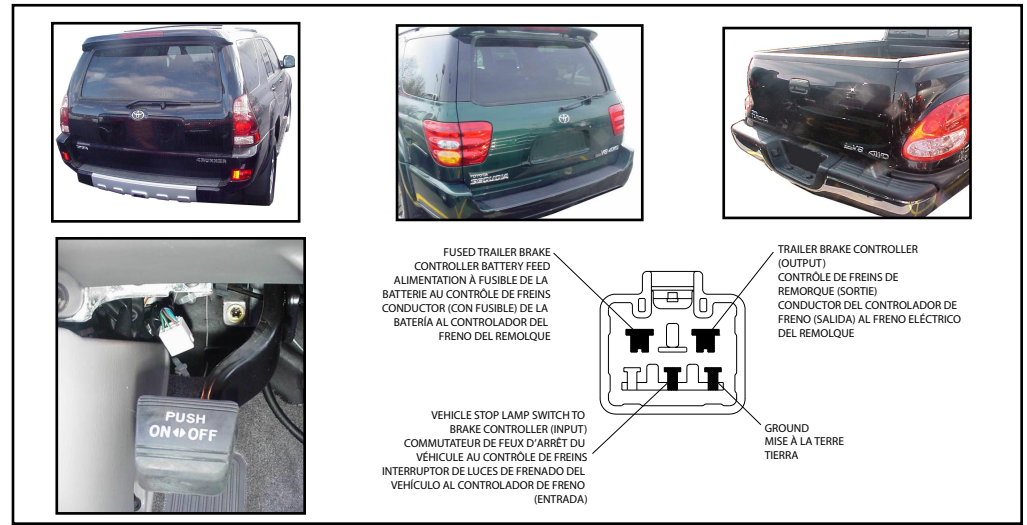 4RUNNER
TOYOTA
SEQUOIA
4WD
PUSH
ON OFF
FUSED TRAILER BRAKE
CONTROLLER BATTERY FEED
ALIMENTATION À FUSIBLE DE LA
BATTERIE AU CONTRÔLE DE FREINS
CONDUCTOR (CON FUSIBLE) DE LA
BATERÍA AL CONTROLADOR DEL
FRENO DEL REMOLQUE
TRAILER BRAKE CONTROLLER
(OUTPUT)
CONTRÔLE DE FREINS DE
REMORQUE (SORTIE)
CONDUCTOR DEL CONTROLADOR DE
FRENO (SALIDA) AL FRENO ELÉCTRICO
DEL REMOLQUE
VEHICLE STOP LAMP SWITCH TO
BRAKE CONTROLLER (INPUT)
COMMUTATEUR DE FEUX D'ARRÊT DU
VÉHICULE AU CONTRÔLE DE FREINS
INTERRUPTOR DE LUCES DE FRENADO DEL
VEHÍCULO AL CONTROLADOR DE FRENO
(ENTRADA)
GROUND
MISE À LA TERRE
TIERRA